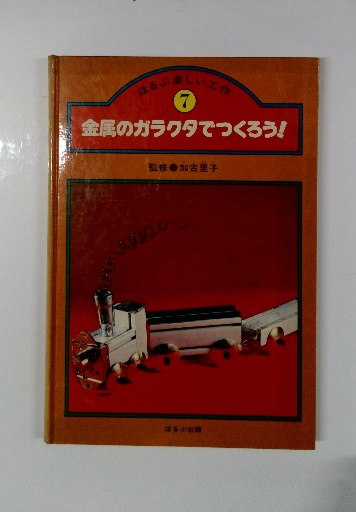 ほるぷ楽しい工作
7
金属のガラクタでつくろう!
監修●加古里子
ほるぷ出版